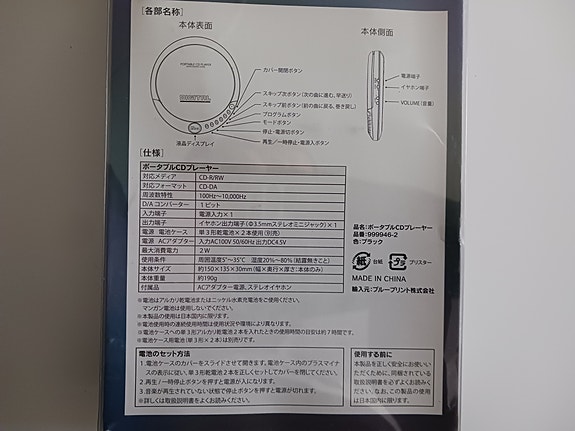 [各部名称]
本体表面
本体側面
PORTABLE CD PLAYER
DIGITAL
カバー開閉ボタン
スキップ次ボタン(次の曲に進む、早送り)
スキップ前ボタン(前の曲に戻る、巻き戻し)
プログラムボタン
モードボタン
停止・電源切ボタン
再生/一時停止・電源入ボタン
液晶ディスプレイ
電源端子
イヤホン端子
VOLUME(音量)
[仕様]
ポータブルCDプレーヤー
対応メディア CD-R/RW
対応フォーマット CD-DA
周波数特性 100Hz~10,000Hz
D/Aコンバーター 1ビット
入力端子 電源入力×1
出力端子 イヤホン出力端子(Φ3.5mmステレオミニジャック)×1
電源 電池ケース 単3形乾電池×2本使用(別売)
電源 ACアダプター 入力AC100V 50/60Hz 出力DC4.5V
最大消費電力 2W
使用条件 周囲温度5°~35℃ 湿度20%~80%(結露無きこと)
本体サイズ 約150×135×30mm(幅×奥行×厚さ:本体のみ)
本体重量 約190g
付属品 ACアダプター電源、ステレオイヤホン
※電池はアルカリ乾電池またはニッケル水素充電池をご使用ください。
マンガン電池は使用しないでください。
※本製品の使用は日本国内に限ります。
※電池使用時の連続使用時間は使用状況や環境により異なります。
※電池ケースへの単3形アルカリ乾電池2本を入れたときの使用時間の目安は約7時間です。
※電池ケース用電池(単3形×2本)は別売りです。
品名:ポータブルCDプレーヤー
品番:999946-2
色:ブラック
紙 台紙
プラ ブリスター
MADE IN CHINA
輸入元:ブループリント株式会社
電池のセット方法
1.電池ケースのカバーをスライドさせて開きます。電池ケース内のプラスマイナ
スの表示に従い、単3形乾電池2本を正しくセットしてカバーを閉じてください。
2.再生/一時停止ボタンを押すと電源が入になります。
3.音楽が再生されていない状態で停止ボタンを押すと電源が切れます。
※詳しくは取扱説明書をよくお読みください。
使用する前に
本製品を正しく安全にお使いい
ただくために、同梱されている
取扱説明書を必ずよくお読みく
ださい。なお、この製品の使用
は日本国内に限ります。